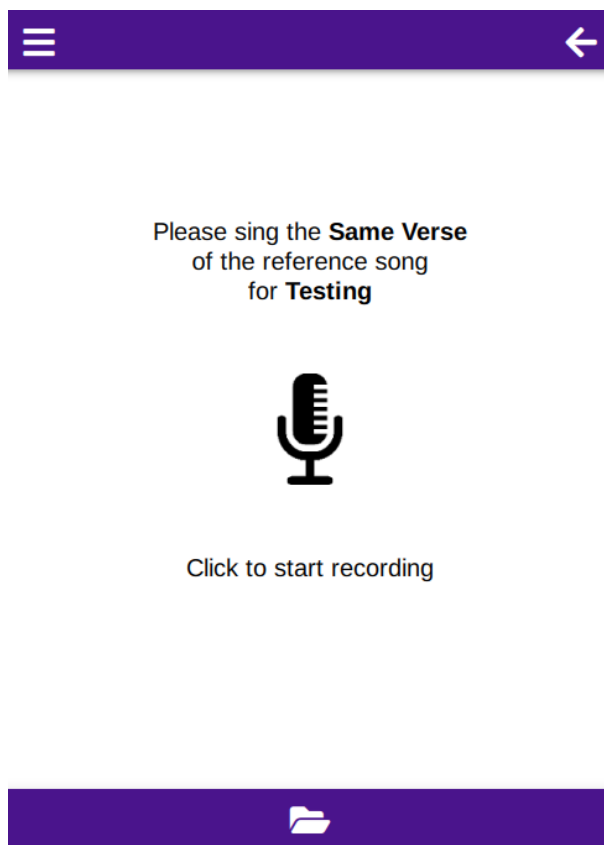 Please sing the Same Verse
of the reference song
for Testing
Click to start recording